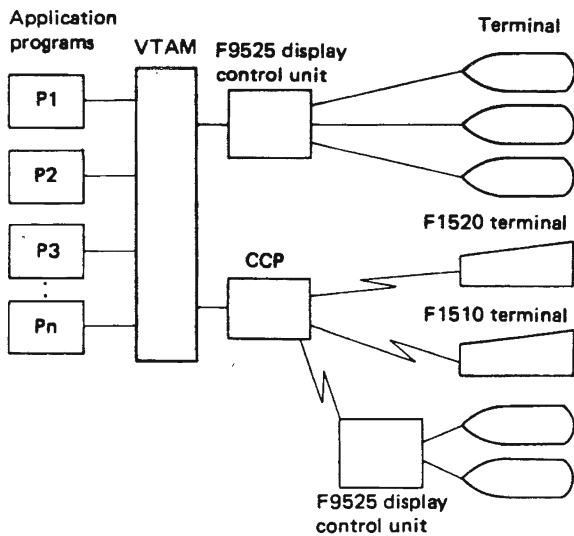 Application
programs
VTAM
F9525 display
control unit
Terminal
P1
P2
P3
Pn
CCP
F1520 terminal
F1510 terminal
F9525 display
control unit